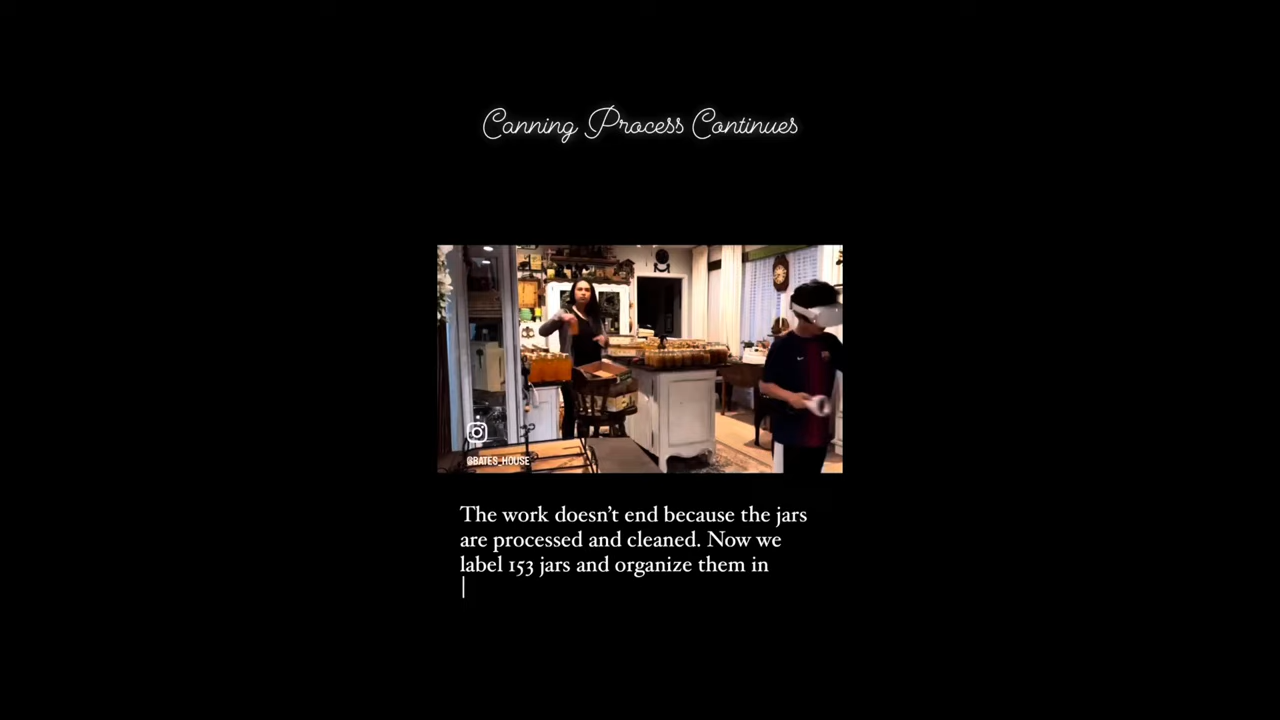 Canning Process Continues
@BATES_HOUSE
The work doesn’t end because the jars
are processed and cleaned. Now we
label 153 jars and organize them in